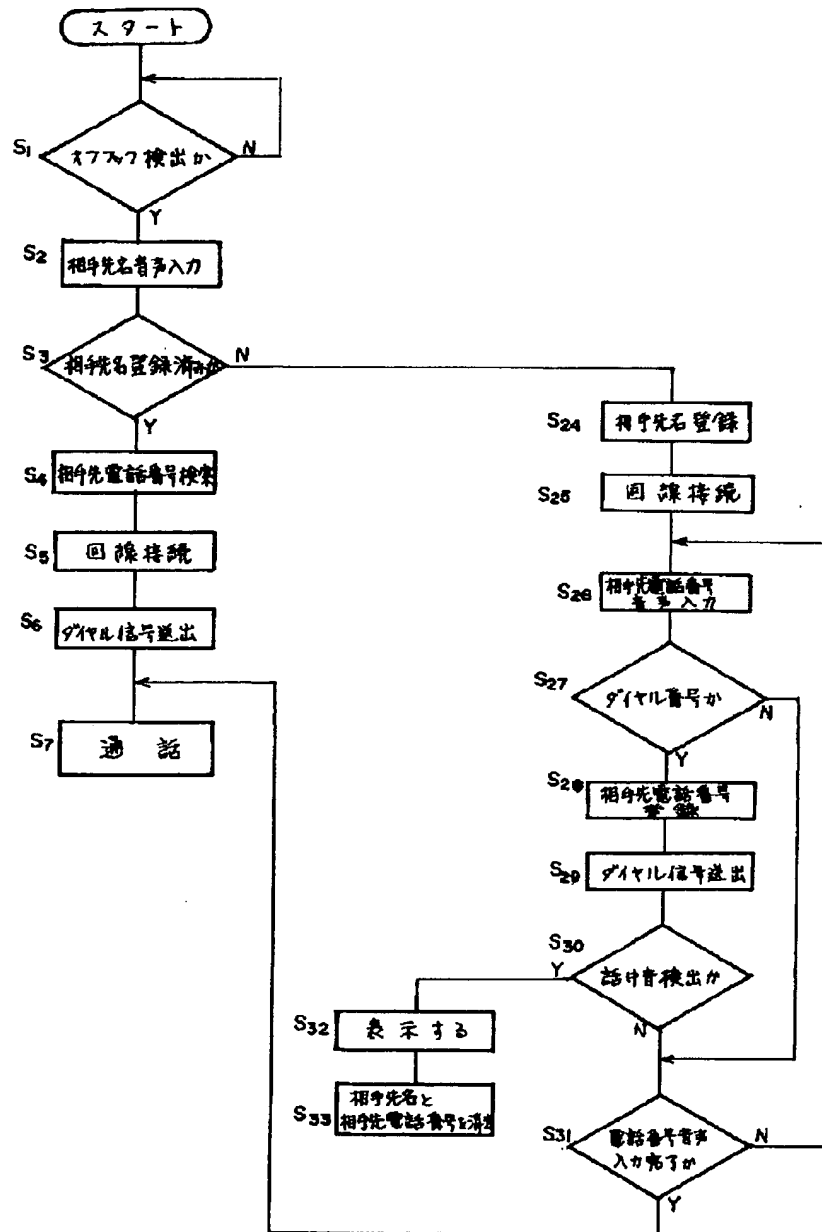 スタート
S1
オフフック検出か
N
Y
S2
相手先名音声入力
S3
相手先名登録済みか
N
Y
S4
相手先電話番号検索
S5
回線接続
S6
ダイヤル信号送出
S7
通話
S24
相手先名登録
S25
回線接続
S26
相手先電話番号
音声入力
S27
ダイヤル番号か
N
Y
S28
相手先電話番号
登録
S29
ダイヤル信号送出
S30
話中音検出か
Y
N
S32
表示する
S33
相手先名と
相手先電話番号を消去
S31
電話番号音声
入力完了か
N
Y